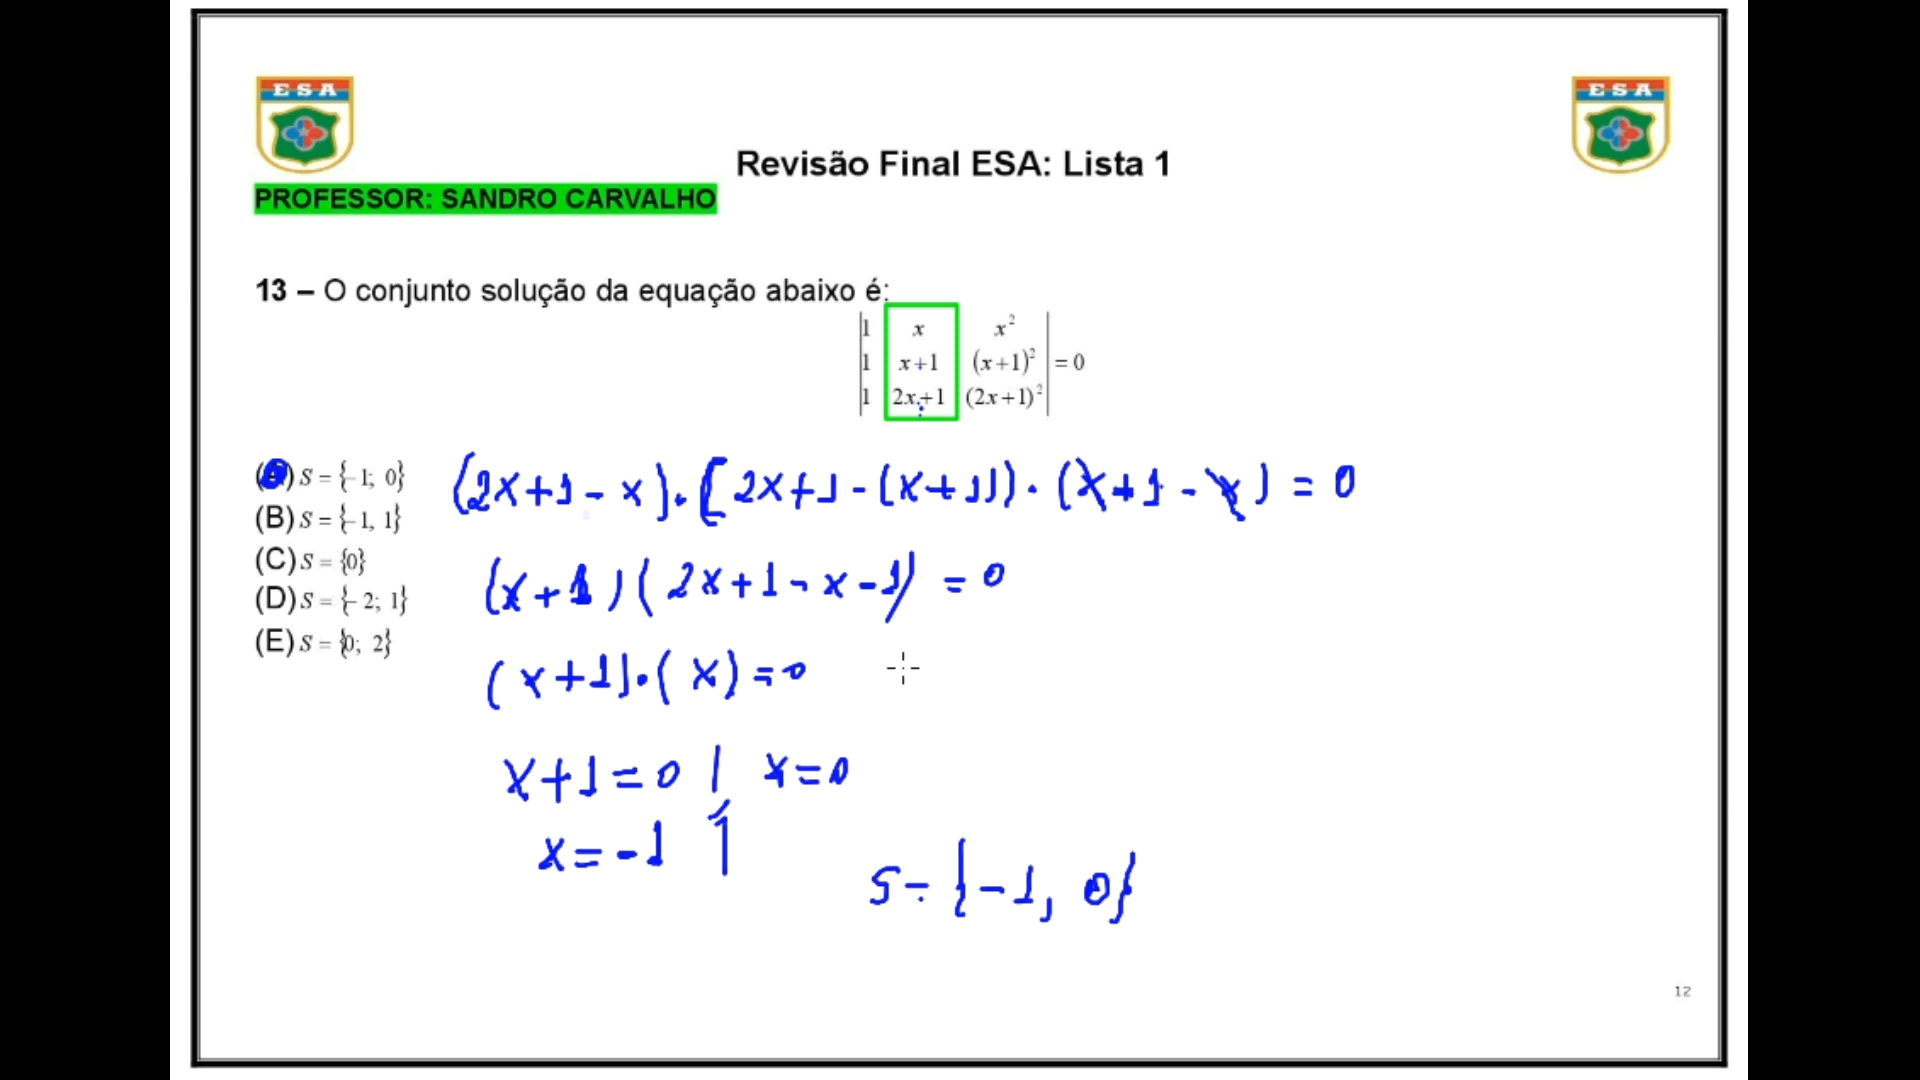 ESA
ESA
Revisão Final ESA: Lista 1
PROFESSOR: SANDRO CARVALHO
13 – O conjunto solução da equação abaixo é:
|1 x x²|
|1 x+1 (x+1)²| = 0
|1 2x+1 (2x+1)²|
(A) S = {-1; 0}
(2x+1-x).[2x+1-(x+1)).(x+1-x) = 0
(B) S = {-1, 1}
(C) S = {0}
(x+1)(2x+1-x-1) = 0
(D) S = {-2; 1}
(E) S = {0; 2}
(x+1).(x)=0
x+1=0 | x=0
x=-1
S = {-1, 0}
12